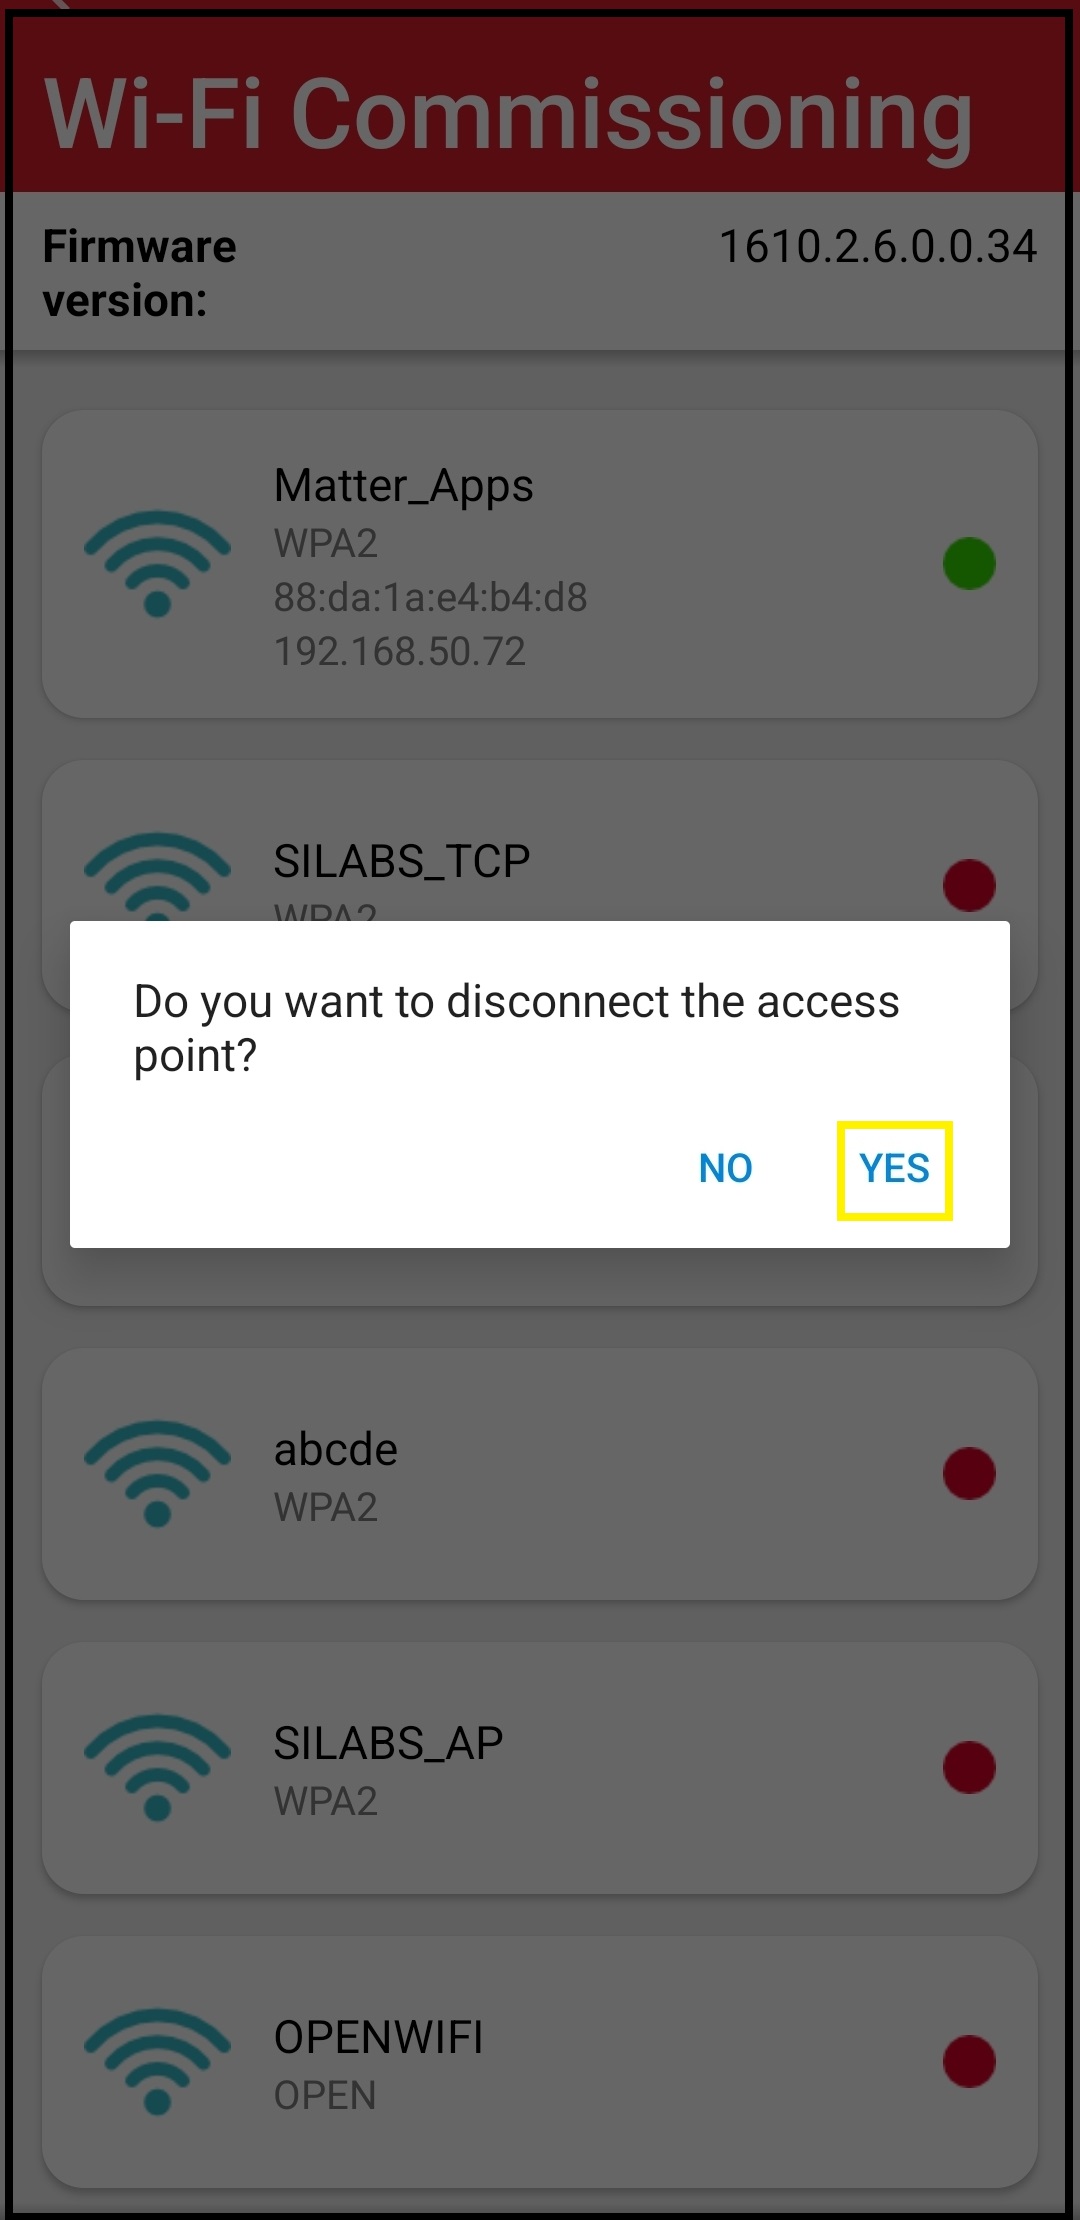 Wi-Fi Commissioning
Firmware
version:
1610.2.6.0.0.34
Matter_Apps
WPA2
88:da:1a:e4:b4:d8
192.168.50.72
SILABS_TCP
WPA2
Do you want to disconnect the access
point?
NO
YES
abcde
WPA2
SILABS_AP
WPA2
OPENWIFI
OPEN